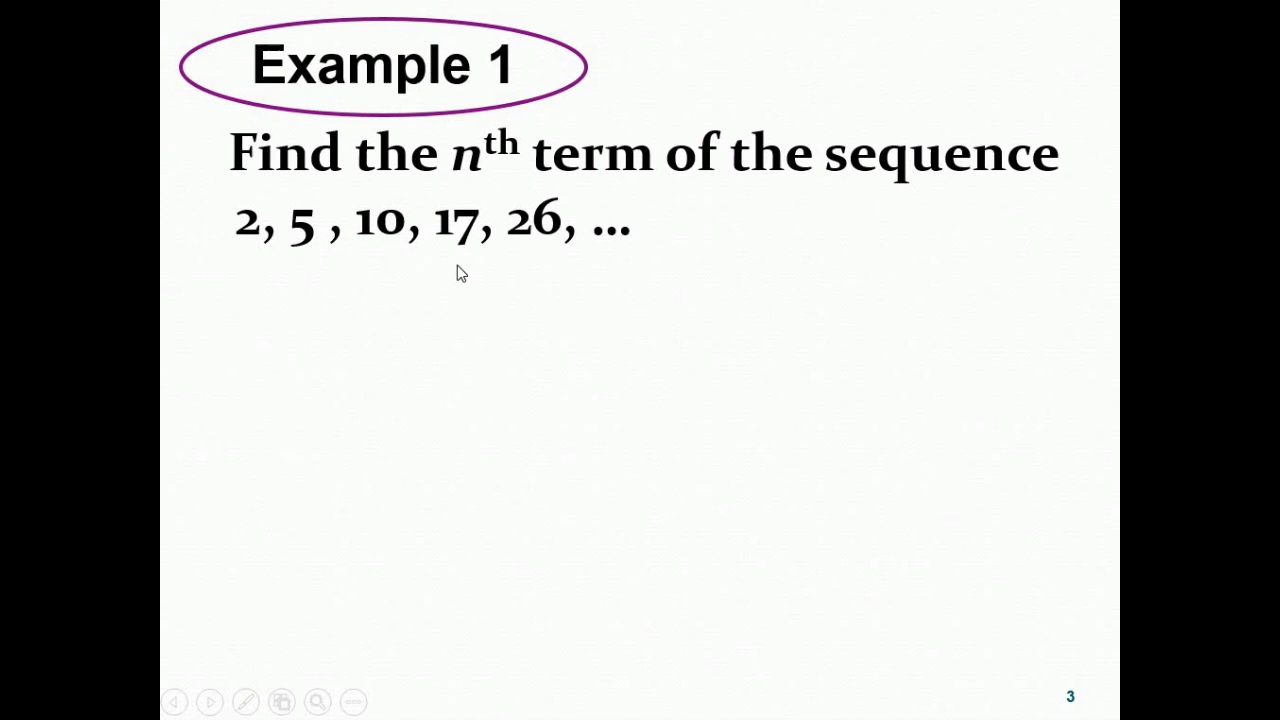 Example 1
Find the nth term of the sequence
2, 5 , 10, 17, 26, ...
3